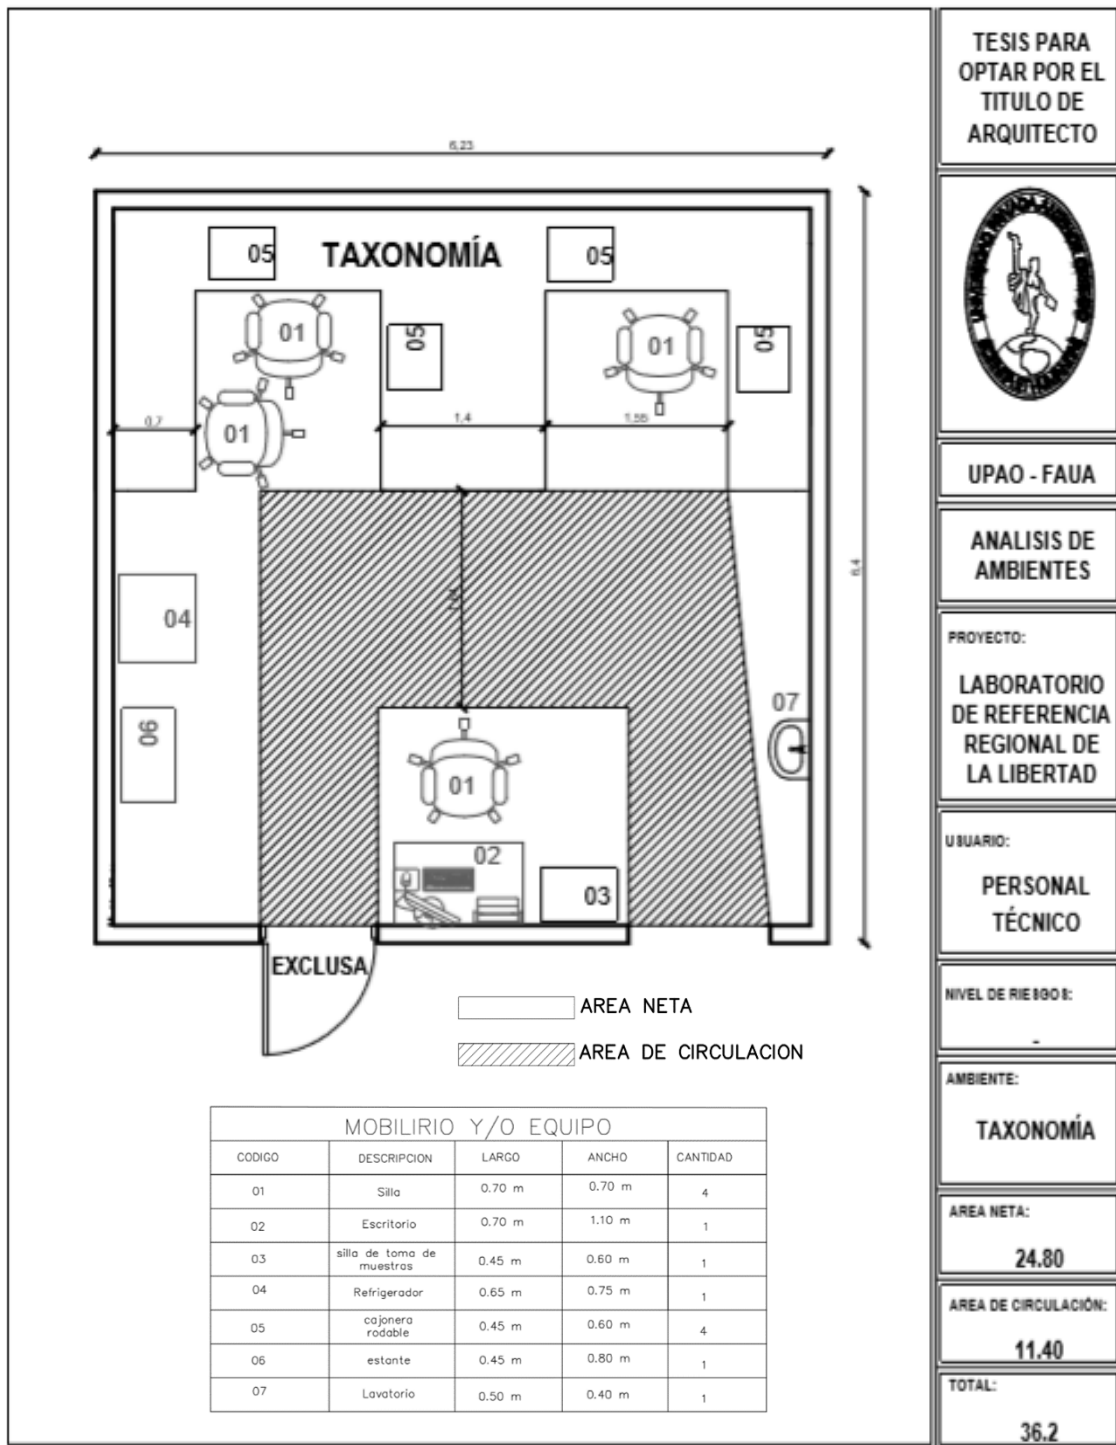 6,23
TAXONOMÍA
05
05
01
01
05
05
01
0,7
1,4
1,55
6,4
04
06
07
01
02
03
EXCLUSA
AREA NETA
AREA DE CIRCULACION
MOBILIRIO Y/O EQUIPO
CODIGO DESCRIPCION LARGO ANCHO CANTIDAD
01 Silla 0.70 m 0.70 m 4
02 Escritorio 0.70 m 1.10 m 1
03 silla de toma de muestras 0.45 m 0.60 m 1
04 Refrigerador 0.65 m 0.75 m 1
05 cajonera rodable 0.45 m 0.60 m 4
06 estante 0.45 m 0.80 m 1
07 Lavatorio 0.50 m 0.40 m 1
TESIS PARA
OPTAR POR EL
TITULO DE
ARQUITECTO
UPAO - FAUA
ANALISIS DE
AMBIENTES
PROYECTO:
LABORATORIO
DE REFERENCIA
REGIONAL DE
LA LIBERTAD
USUARIO:
PERSONAL
TÉCNICO
NIVEL DE RIESGOS:
-
AMBIENTE:
TAXONOMÍA
AREA NETA:
24.80
AREA DE CIRCULACIÓN:
11.40
TOTAL:
36.2